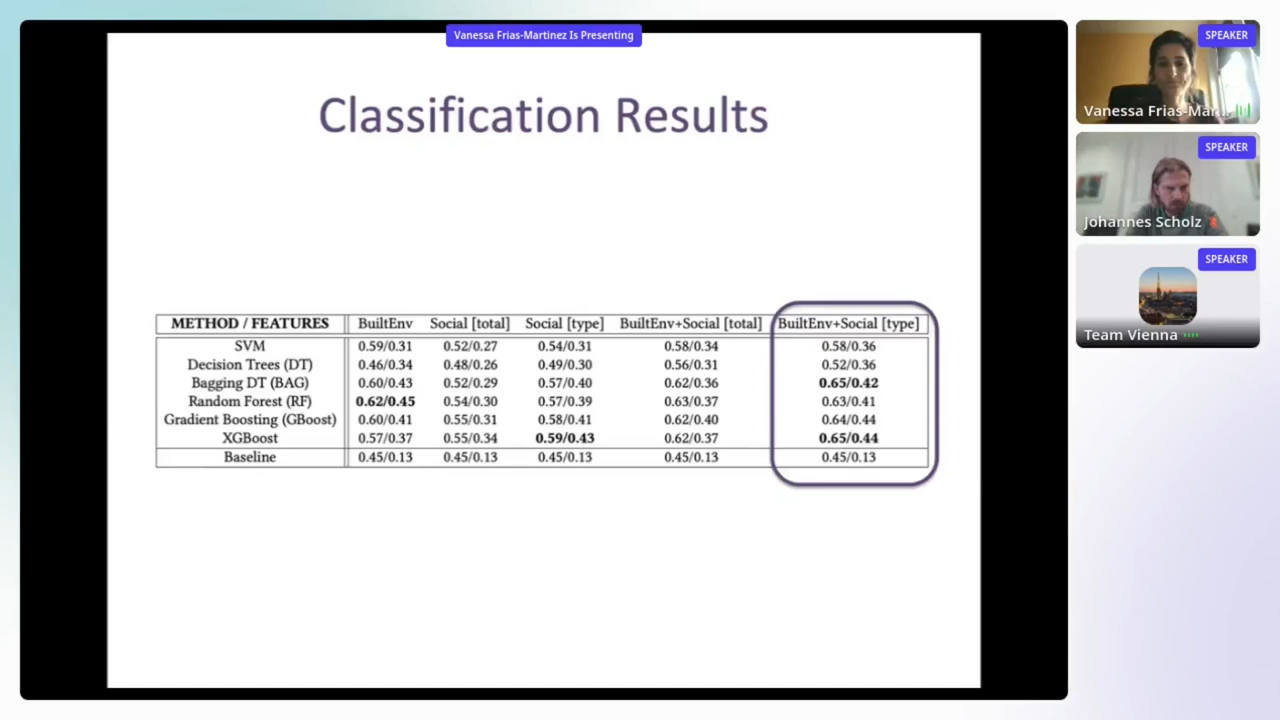 Vanessa Frias-Martinez Is Presenting
Classification Results
METHOD / FEATURES BuiltEnv Social [total] Social [type] BuiltEnv+Social [total] BuiltEnv+Social [type]
SVM 0.59/0.31 0.52/0.27 0.54/0.31 0.58/0.34 0.58/0.36
Decision Trees (DT) 0.46/0.34 0.48/0.26 0.49/0.30 0.56/0.31 0.52/0.36
Bagging DT (BAG) 0.60/0.43 0.52/0.29 0.57/0.40 0.62/0.36 0.65/0.42
Random Forest (RF) 0.62/0.45 0.54/0.30 0.57/0.39 0.63/0.37 0.63/0.41
Gradient Boosting (GBoost) 0.60/0.41 0.55/0.31 0.58/0.41 0.62/0.40 0.64/0.44
XGBoost 0.57/0.37 0.55/0.34 0.59/0.43 0.62/0.37 0.65/0.44
Baseline 0.45/0.13 0.45/0.13 0.45/0.13 0.45/0.13 0.45/0.13
SPEAKER
Vanessa Frias-Mar...
SPEAKER
Johannes Scholz
SPEAKER
Team Vienna